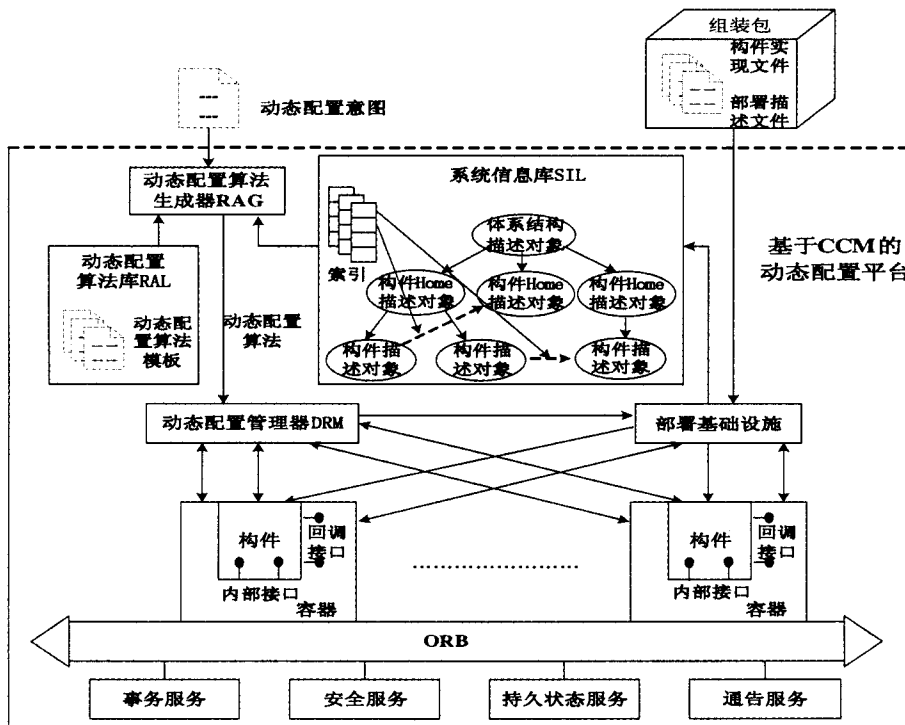 组装包
构件实
现文件
部署描
述文件
动态配置意图
动态配置算法
生成器RAG
系统信息库SIL
体系结构
描述对象
索引
构件Home
描述对象
构件Home
描述对象
构件Home
描述对象
构件描
述对象
构件描
述对象
构件描
述对象
基于CCM的
动态配置平台
动态配置
算法库RAL
动态配
置算法
模板
动态配置
算法
动态配置管理器DRM
部署基础设施
构件
回调
接口
内部接口
容器
构件
回调
接口
内部接口
容器
ORB
事务服务
安全服务
持久状态服务
通告服务